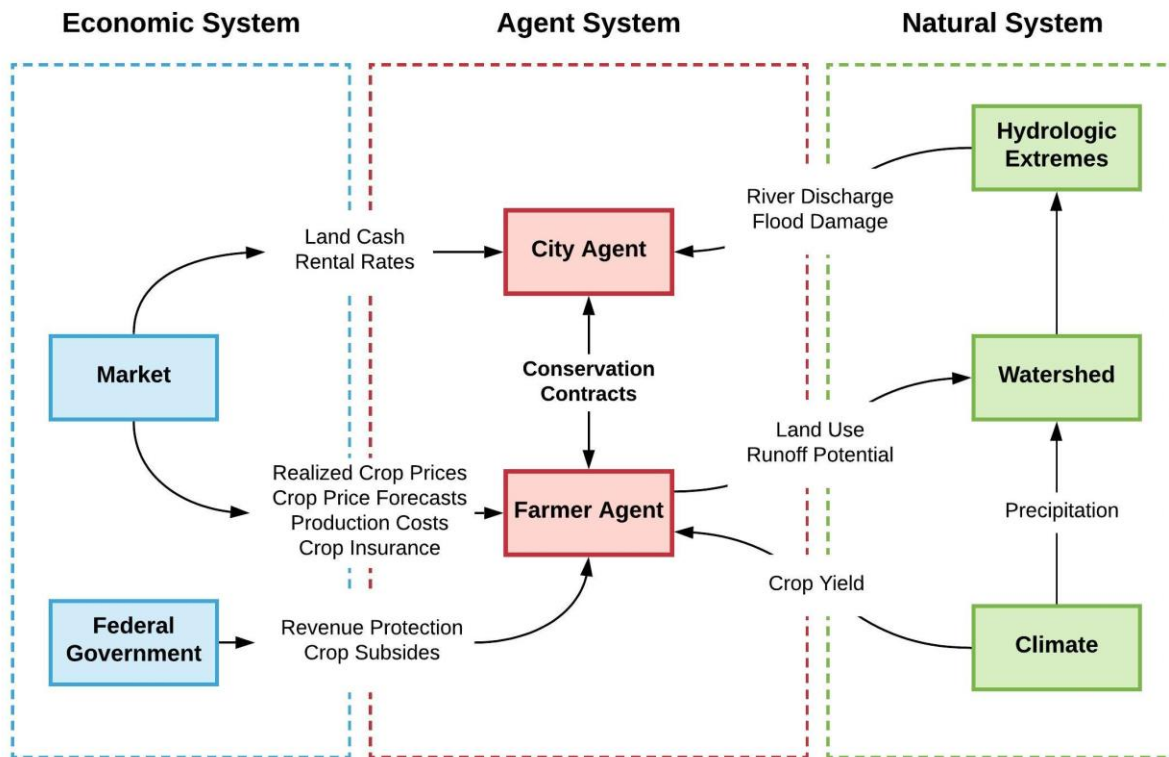 Economic System
Agent System
Natural System
Hydrologic
Extremes
River Discharge
Flood Damage
Land Cash
Rental Rates
City Agent
Market
Conservation
Contracts
Watershed
Land Use
Runoff Potential
Realized Crop Prices
Crop Price Forecasts
Production Costs
Crop Insurance
Farmer Agent
Precipitation
Crop Yield
Federal
Government
Revenue Protection
Crop Subsides
Climate